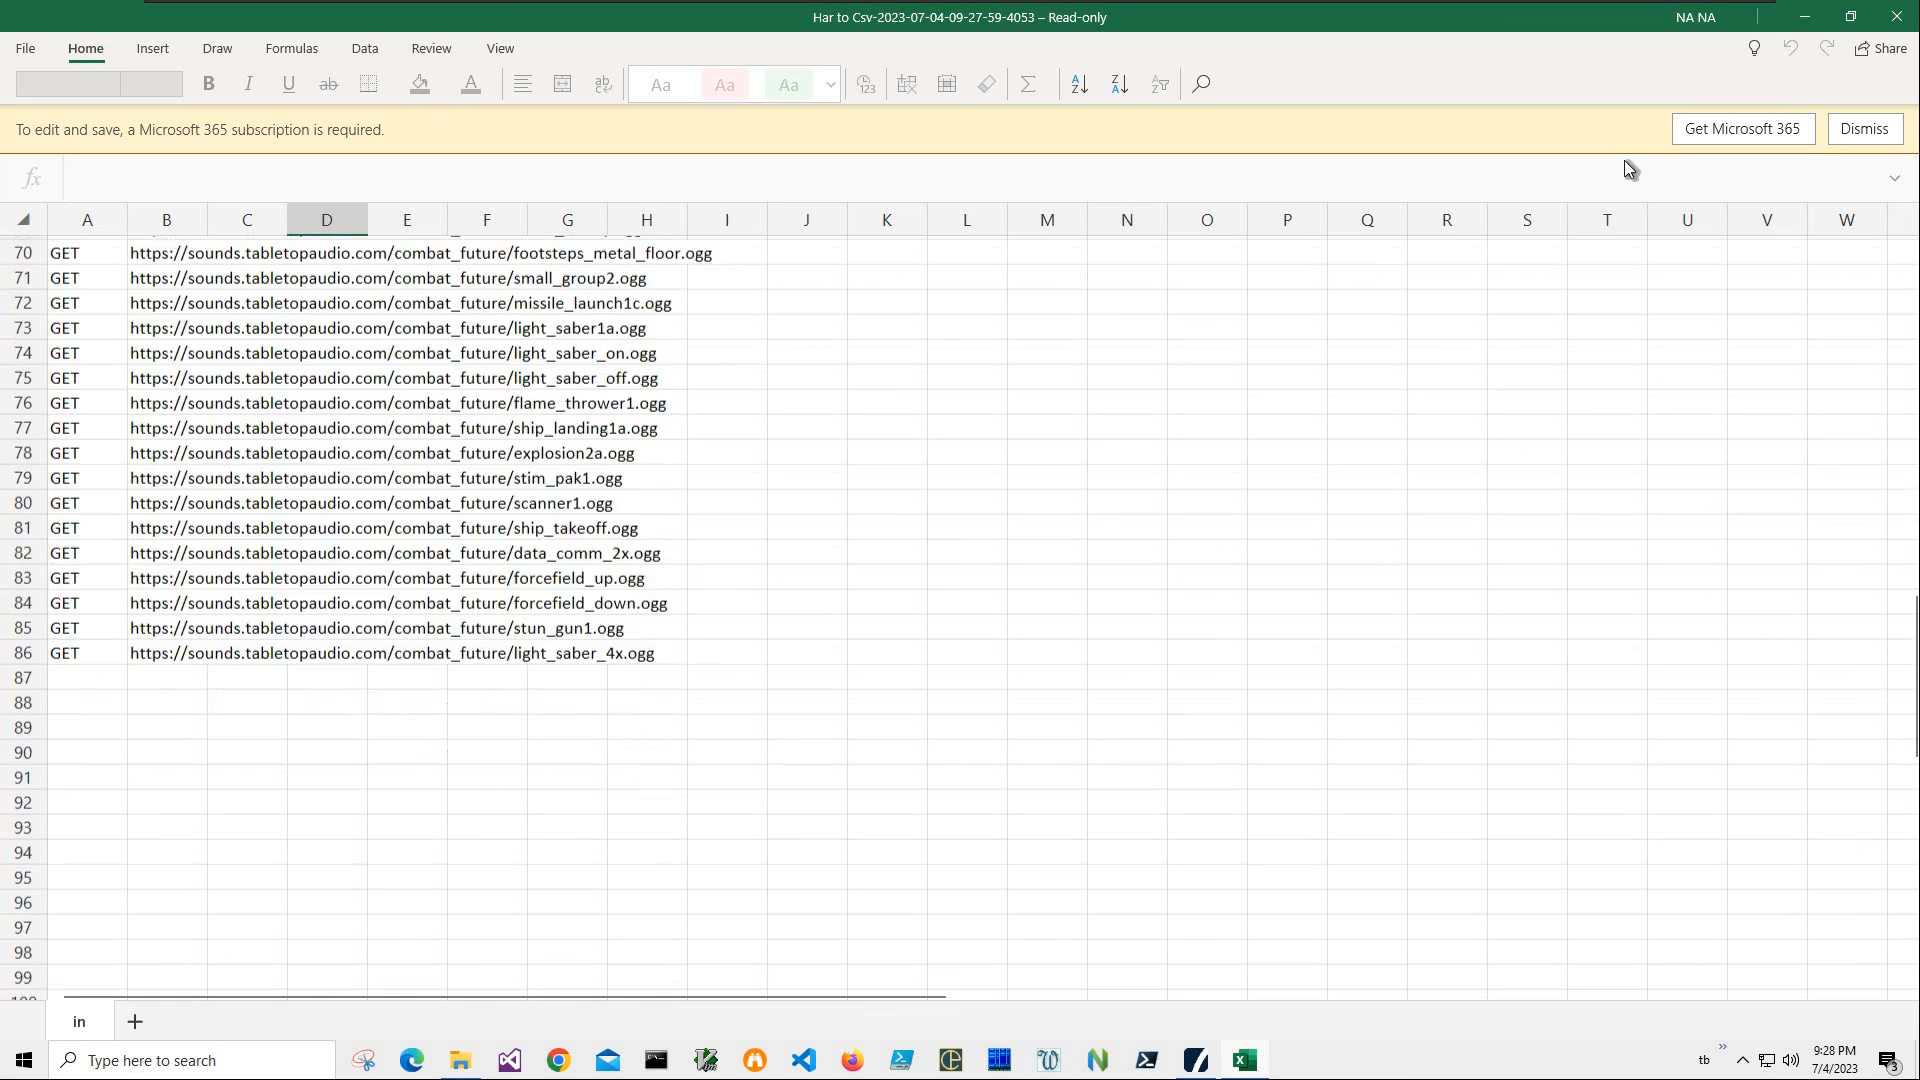 Har to Csv-2023-07-04-09-27-59-4053 – Read-only
NA NA
File Home Insert Draw Formulas Data Review View
Share
B I U ab ab Aa Aa Aa 123 Σ A Z Z A A Z
To edit and save, a Microsoft 365 subscription is required.
Get Microsoft 365
Dismiss
fx
A B C D E F G H I J K L M N O P Q R S T U V W
70 GET https://sounds.tabletopaudio.com/combat_future/footsteps_metal_floor.ogg
71 GET https://sounds.tabletopaudio.com/combat_future/small_group2.ogg
72 GET https://sounds.tabletopaudio.com/combat_future/missile_launch1c.ogg
73 GET https://sounds.tabletopaudio.com/combat_future/light_saber1a.ogg
74 GET https://sounds.tabletopaudio.com/combat_future/light_saber_on.ogg
75 GET https://sounds.tabletopaudio.com/combat_future/light_saber_off.ogg
76 GET https://sounds.tabletopaudio.com/combat_future/flame_thrower1.ogg
77 GET https://sounds.tabletopaudio.com/combat_future/ship_landing1a.ogg
78 GET https://sounds.tabletopaudio.com/combat_future/explosion2a.ogg
79 GET https://sounds.tabletopaudio.com/combat_future/stim_pak1.ogg
80 GET https://sounds.tabletopaudio.com/combat_future/scanner1.ogg
81 GET https://sounds.tabletopaudio.com/combat_future/ship_takeoff.ogg
82 GET https://sounds.tabletopaudio.com/combat_future/data_comm_2x.ogg
83 GET https://sounds.tabletopaudio.com/combat_future/forcefield_up.ogg
84 GET https://sounds.tabletopaudio.com/combat_future/forcefield_down.ogg
85 GET https://sounds.tabletopaudio.com/combat_future/stun_gun1.ogg
86 GET https://sounds.tabletopaudio.com/combat_future/light_saber_4x.ogg
87
88
89
90
91
92
93
94
95
96
97
98
99
in
Type here to search
tb
9:28 PM
7/4/2023
3